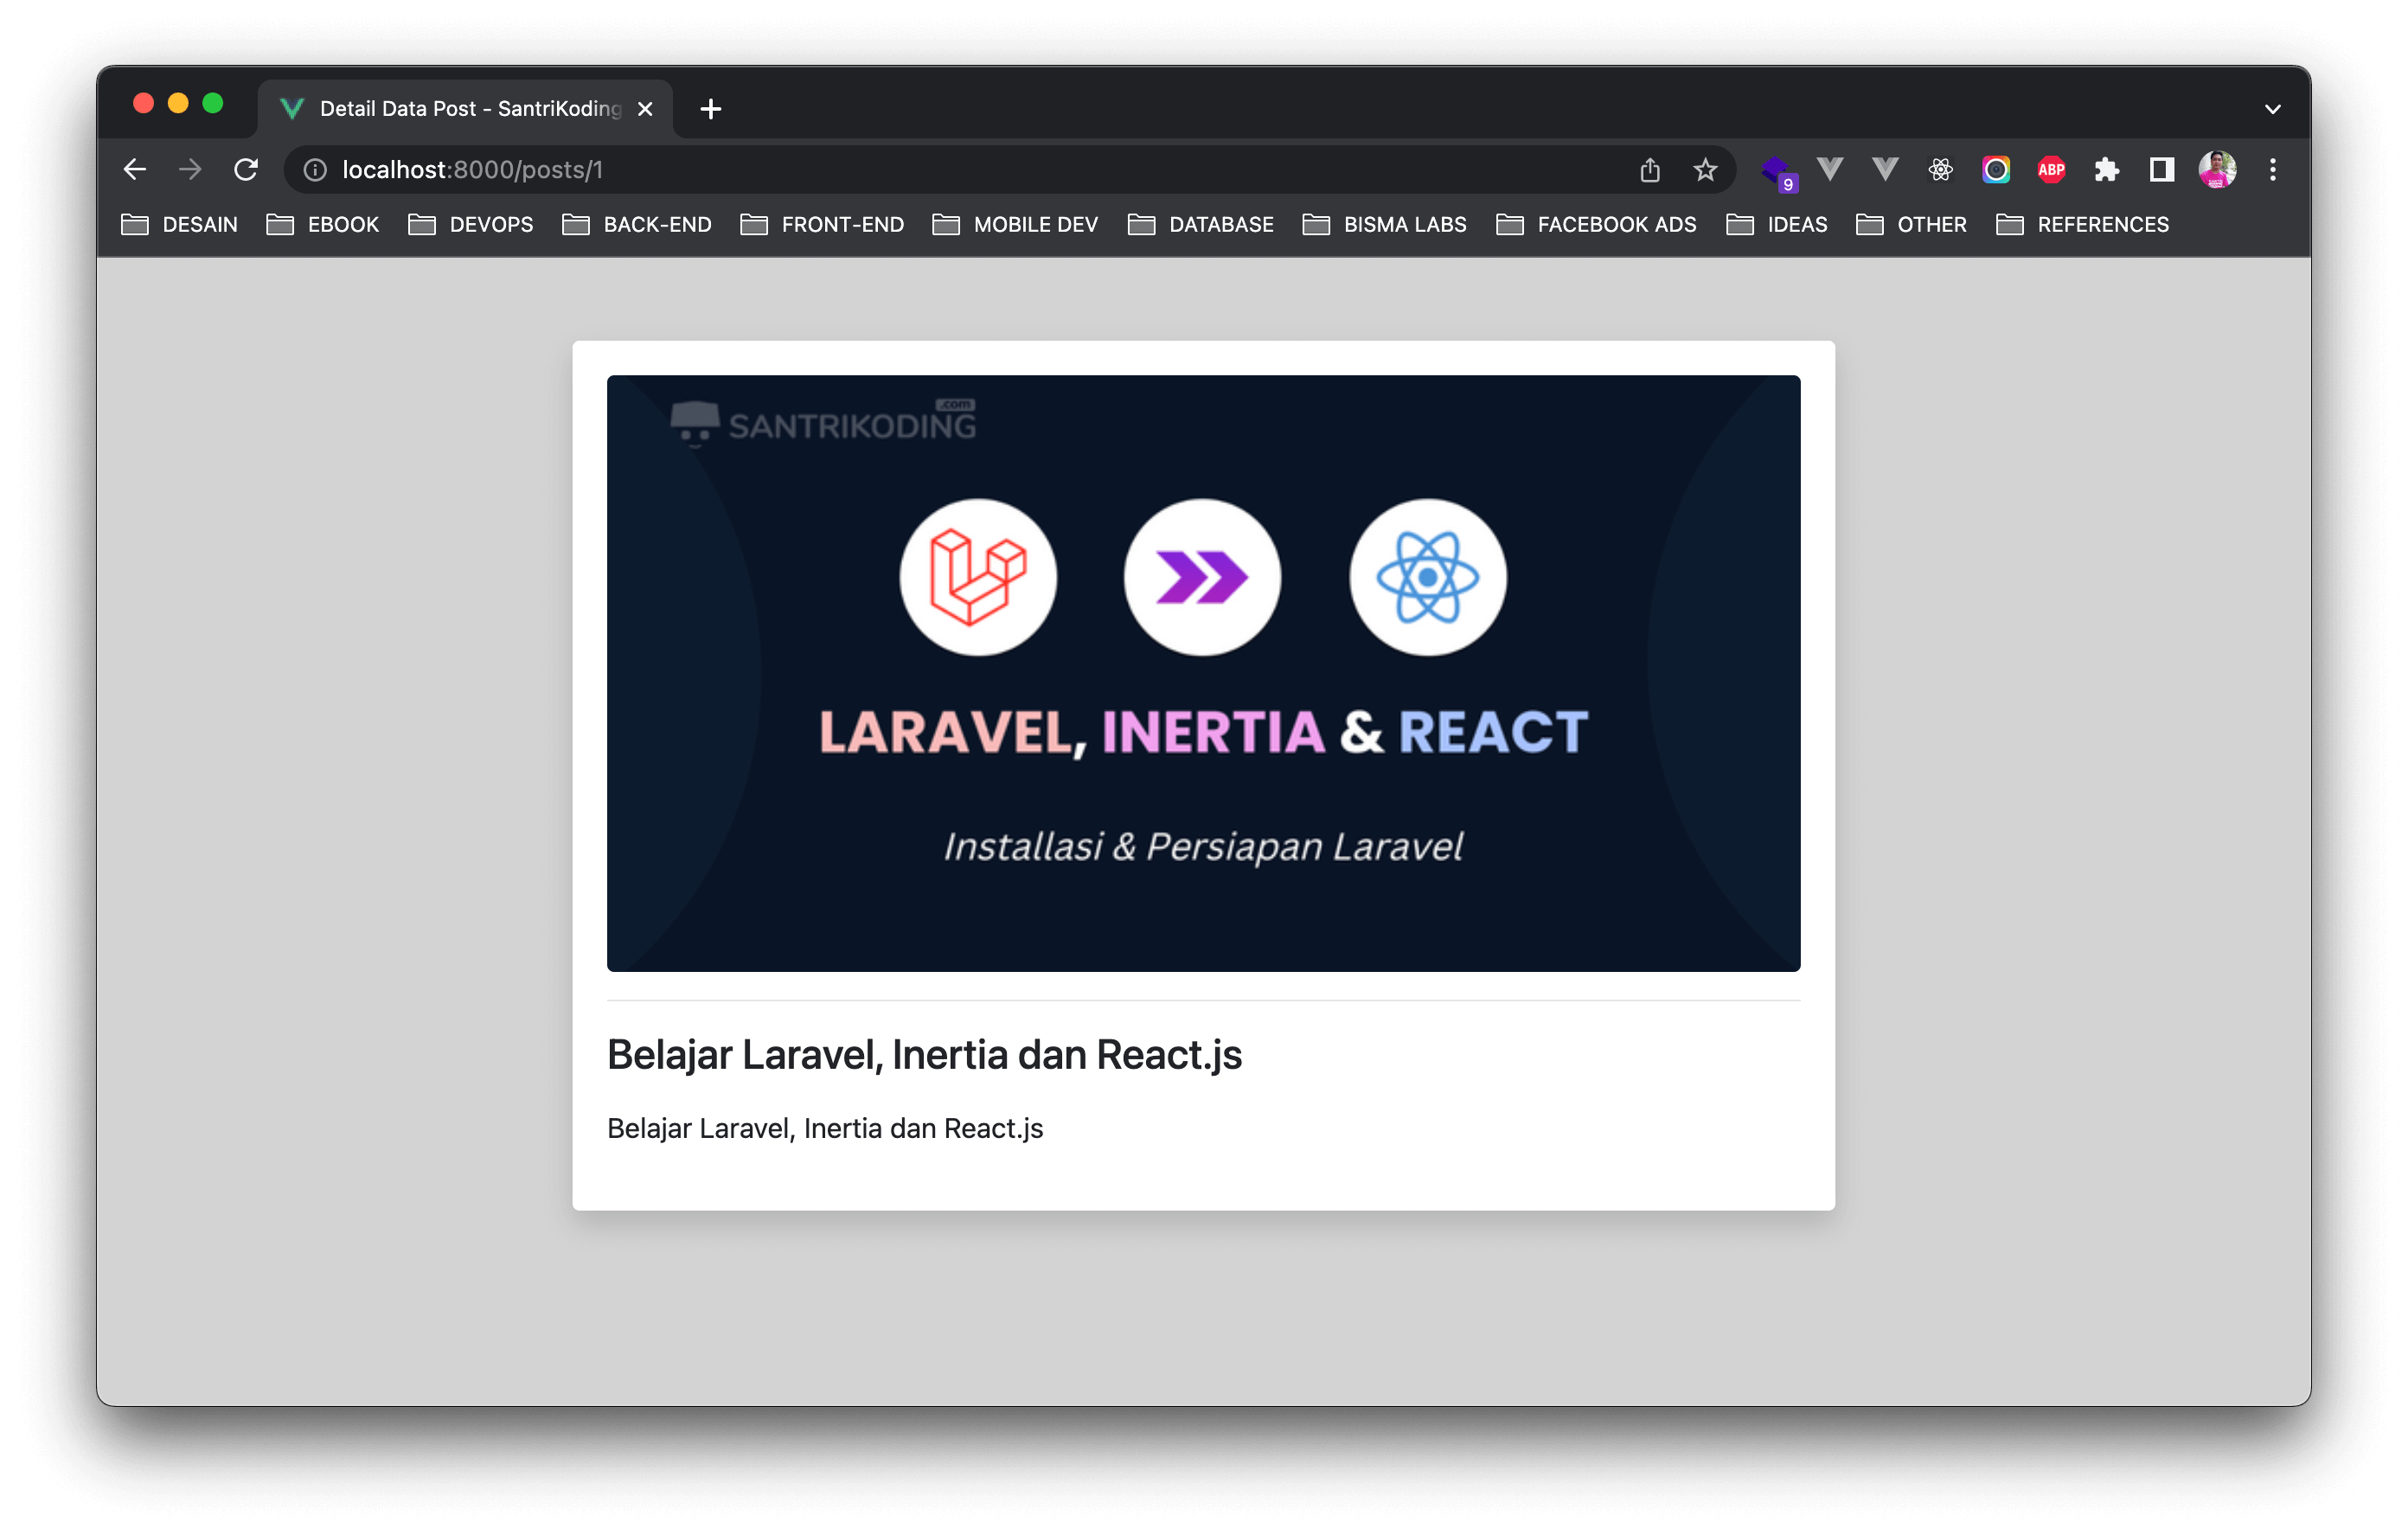 Detail Data Post - SantriKoding
localhost:8000/posts/1
9
ABP
DESAIN EBOOK DEVOPS BACK-END FRONT-END MOBILE DEV DATABASE BISMA LABS FACEBOOK ADS IDEAS OTHER REFERENCES
.com
SANTRIKODING
LARAVEL, INERTIA & REACT
Installasi & Persiapan Laravel
Belajar Laravel, Inertia dan React.js
Belajar Laravel, Inertia dan React.js